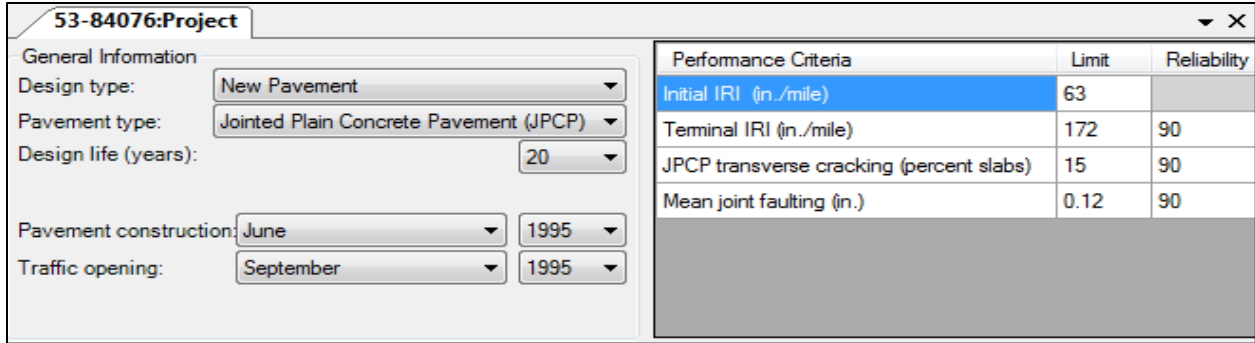 53-84076:Project
General Information
Design type: New Pavement
Pavement type: Jointed Plain Concrete Pavement (JPCP)
Design life (years): 20
Pavement construction: June 1995
Traffic opening: September 1995
Performance Criteria Limit Reliability
Initial IRI (in./mile) 63
Terminal IRI (in./mile) 172 90
JPCP transverse cracking (percent slabs) 15 90
Mean joint faulting (in.) 0.12 90